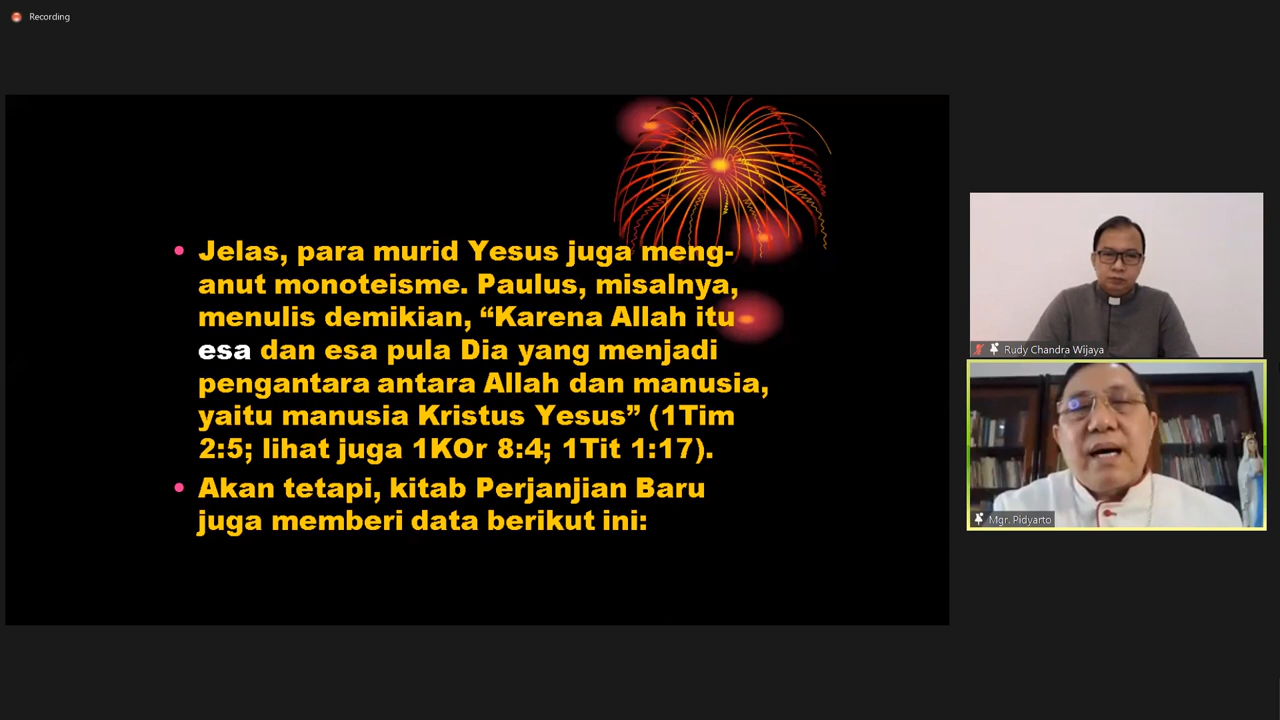 Recording
Jelas, para murid Yesus juga meng-
anut monoteisme. Paulus, misalnya,
menulis demikian, “Karena Allah itu
esa dan esa pula Dia yang menjadi
pengantara antara Allah dan manusia,
yaitu manusia Kristus Yesus” (1Tim
2:5; lihat juga 1KOr 8:4; 1Tit 1:17).
Akan tetapi, kitab Perjanjian Baru
juga memberi data berikut ini:
Rudy Chandra Wijaya
Mgr. Pidyarto